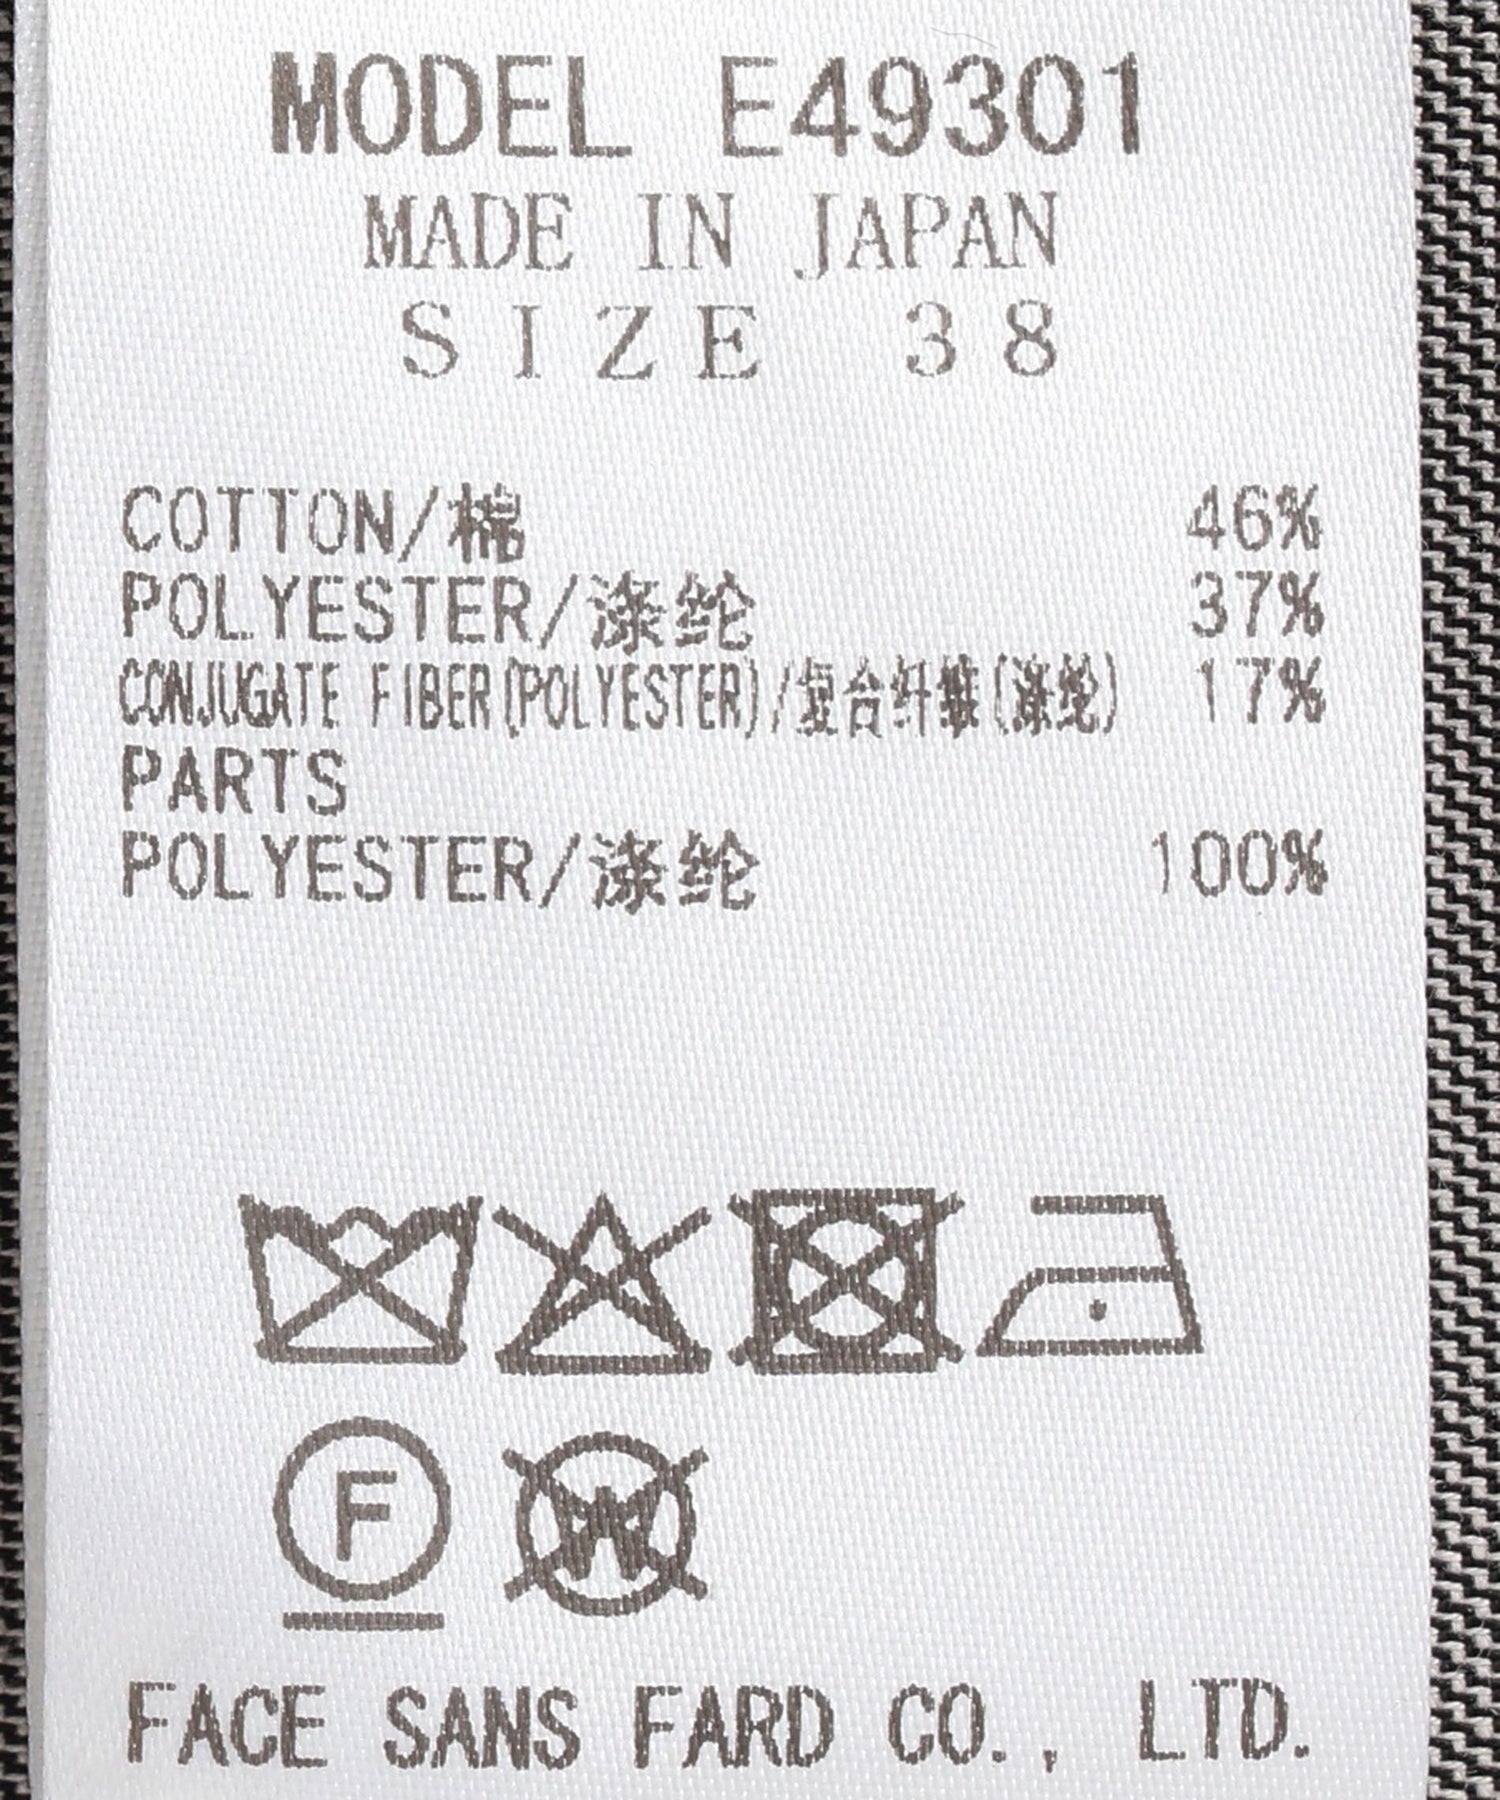 MODEL E49301
MADE IN JAPAN
SIZE 38
COTTON/棉 46%
POLYESTER/涤纶 37%
CONJUGATE FIBER(POLYESTER)/复合纤维(涤纶) 17%
PARTS
POLYESTER/涤纶 100%
F W
FACE SANS FARD CO., LTD.